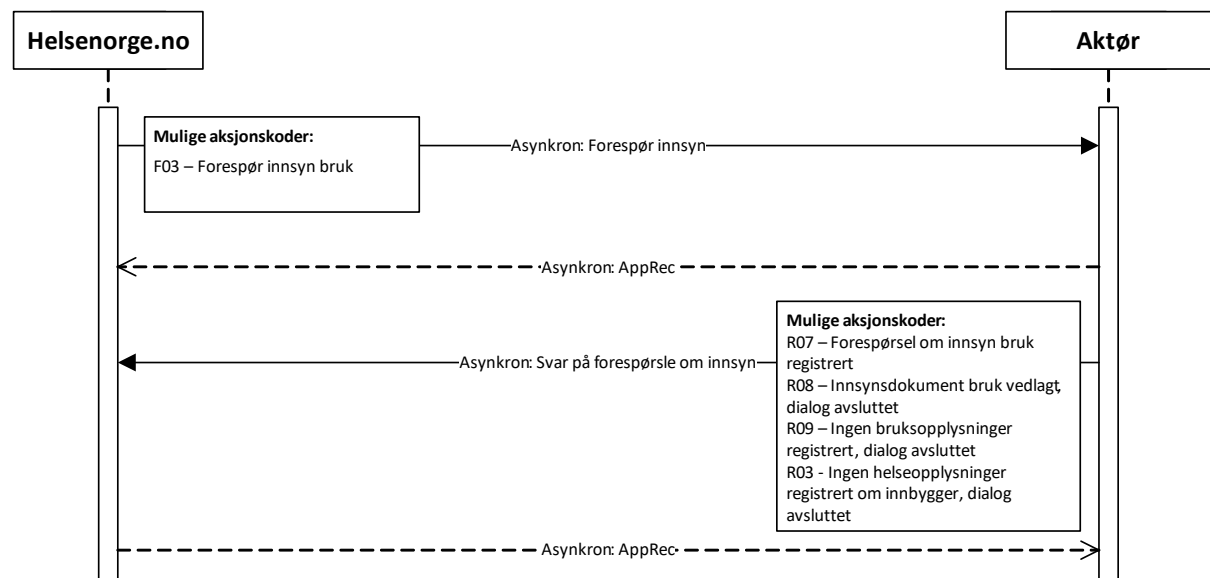 Helsenorge.no
Aktør
Mulige aksjonskoder:
F03 – Forespør innsyn bruk
Asynkron: Forespør innsyn
Asynkron: AppRec
Asynkron: Svar på forespørsle om innsyn
Mulige aksjonskoder:
R07 – Forespørsel om innsyn bruk
registrert
R08 – Innsynsdokument bruk vedlagt,
dialog avsluttet
R09 – Ingen bruksopplysninger
registrert, dialog avsluttet
R03 - Ingen helseopplysninger
registrert om innbygger, dialog
avsluttet
Asynkron: AppRec